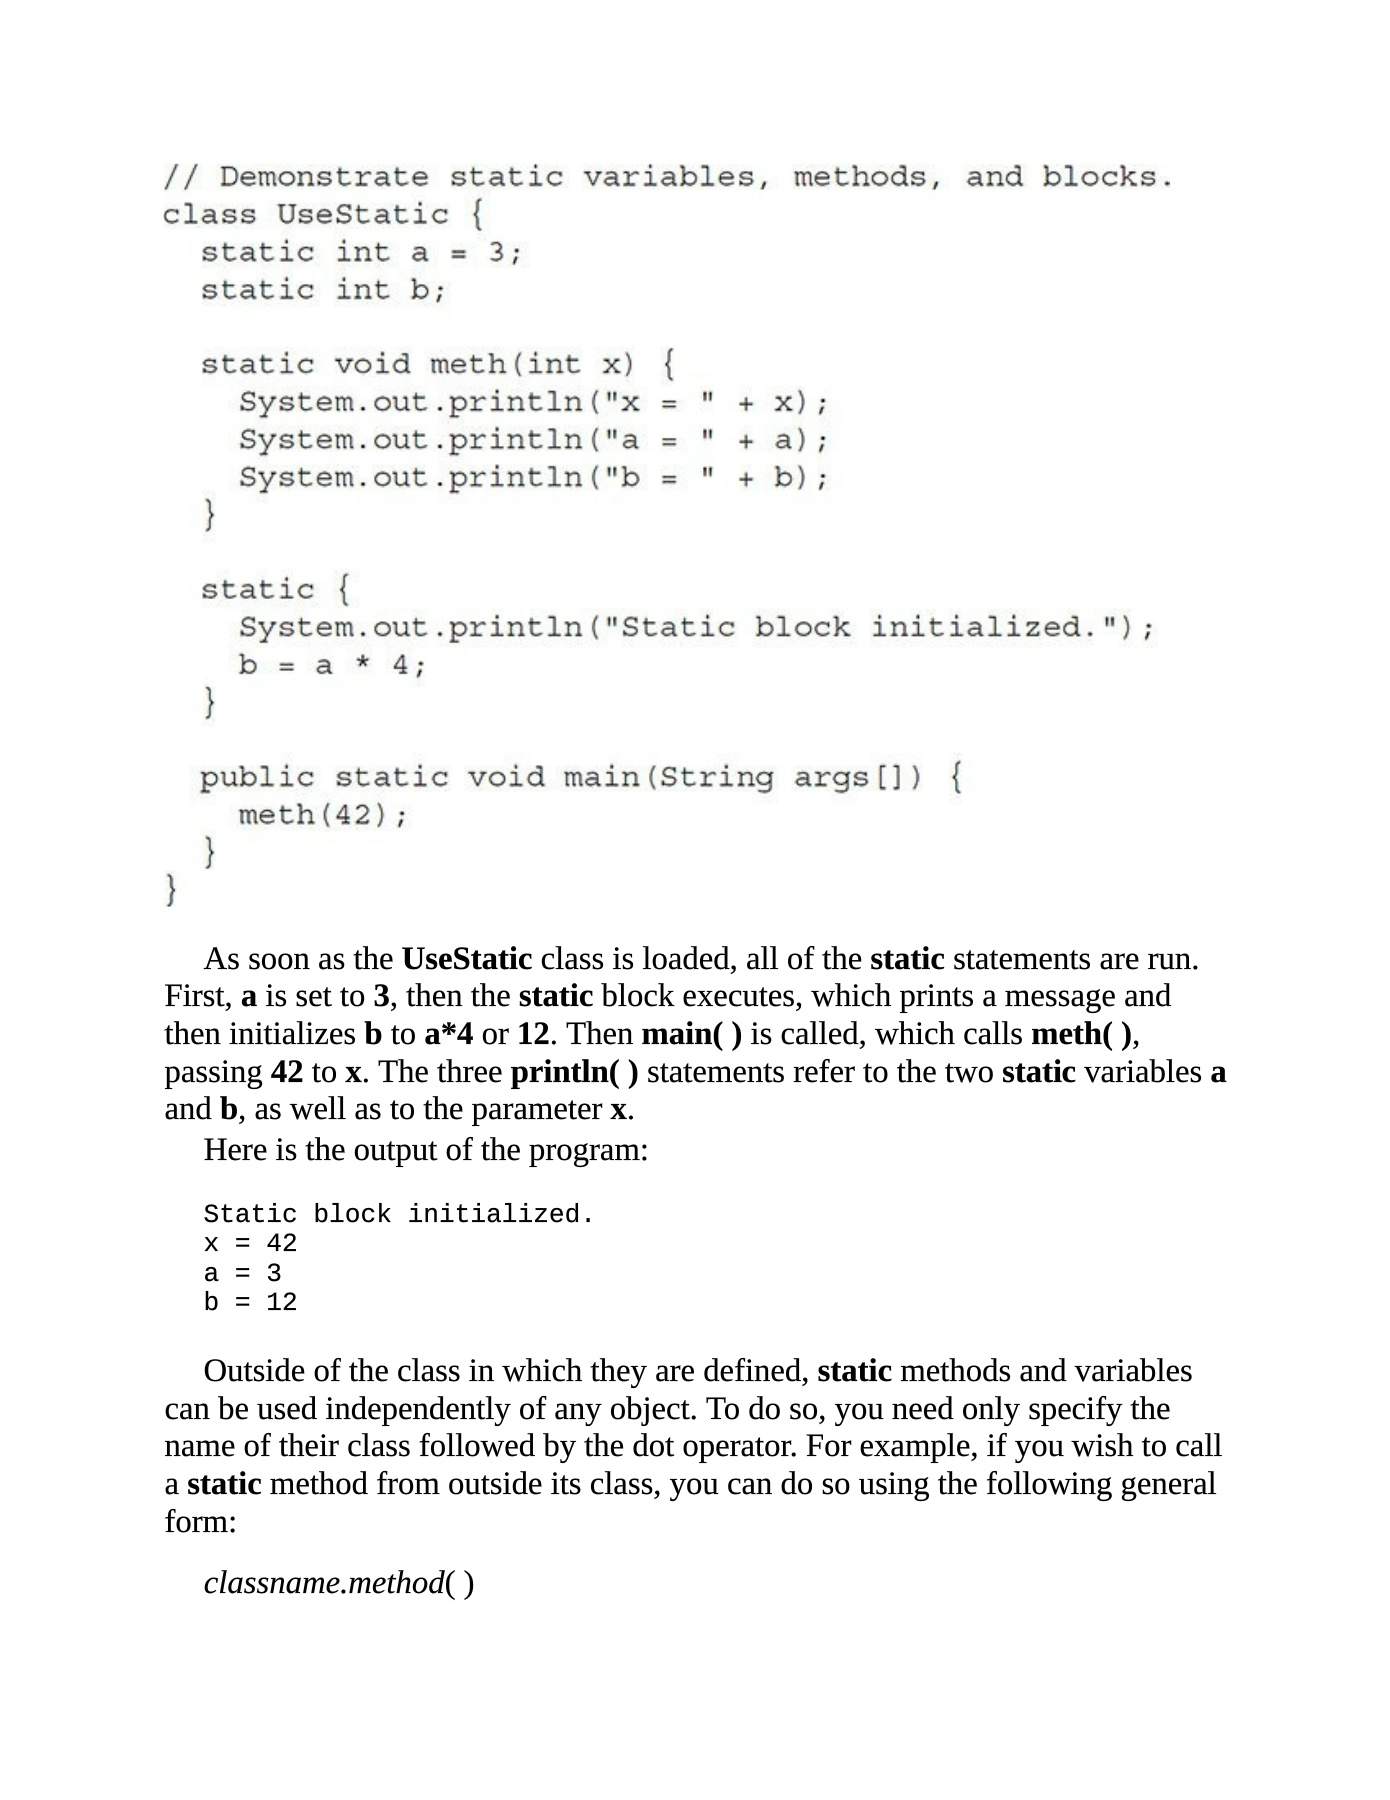 // Demonstrate static variables, methods, and blocks.
class UseStatic {
  static int a = 3;
  static int b;

  static void meth(int x) {
    System.out.println("x = " + x);
    System.out.println("a = " + a);
    System.out.println("b = " + b);
  }

  static {
    System.out.println("Static block initialized.");
    b = a * 4;
  }

  public static void main(String args[]) {
    meth(42);
  }
}
As soon as the UseStatic class is loaded, all of the static statements are run.
First, a is set to 3, then the static block executes, which prints a message and
then initializes b to a*4 or 12. Then main( ) is called, which calls meth( ),
passing 42 to x. The three println( ) statements refer to the two static variables a
and b, as well as to the parameter x.
Here is the output of the program:
Static block initialized.
x = 42
a = 3
b = 12
Outside of the class in which they are defined, static methods and variables
can be used independently of any object. To do so, you need only specify the
name of their class followed by the dot operator. For example, if you wish to call
a static method from outside its class, you can do so using the following general
form:
classname.method( )